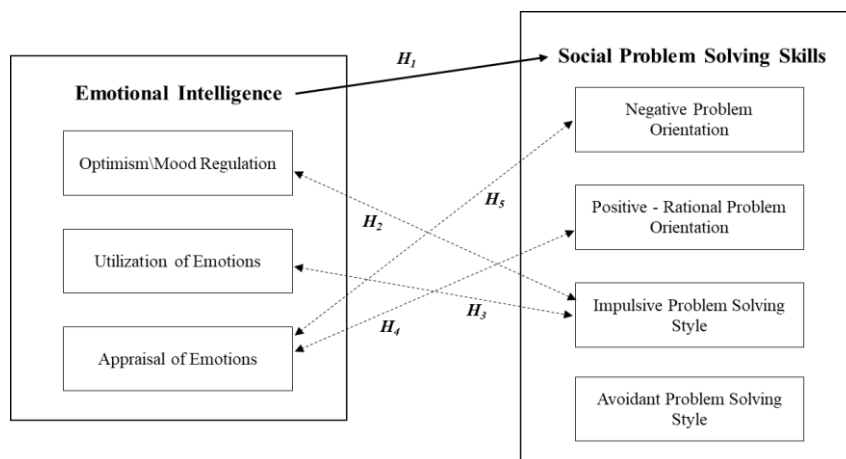 H1
Social Problem Solving Skills
Emotional Intelligence
Negative Problem
Orientation
Optimism\Mood Regulation
H5
Positive - Rational Problem
Orientation
H2
Utilization of Emotions
Impulsive Problem Solving
Style
H3
H4
Appraisal of Emotions
Avoidant Problem Solving
Style